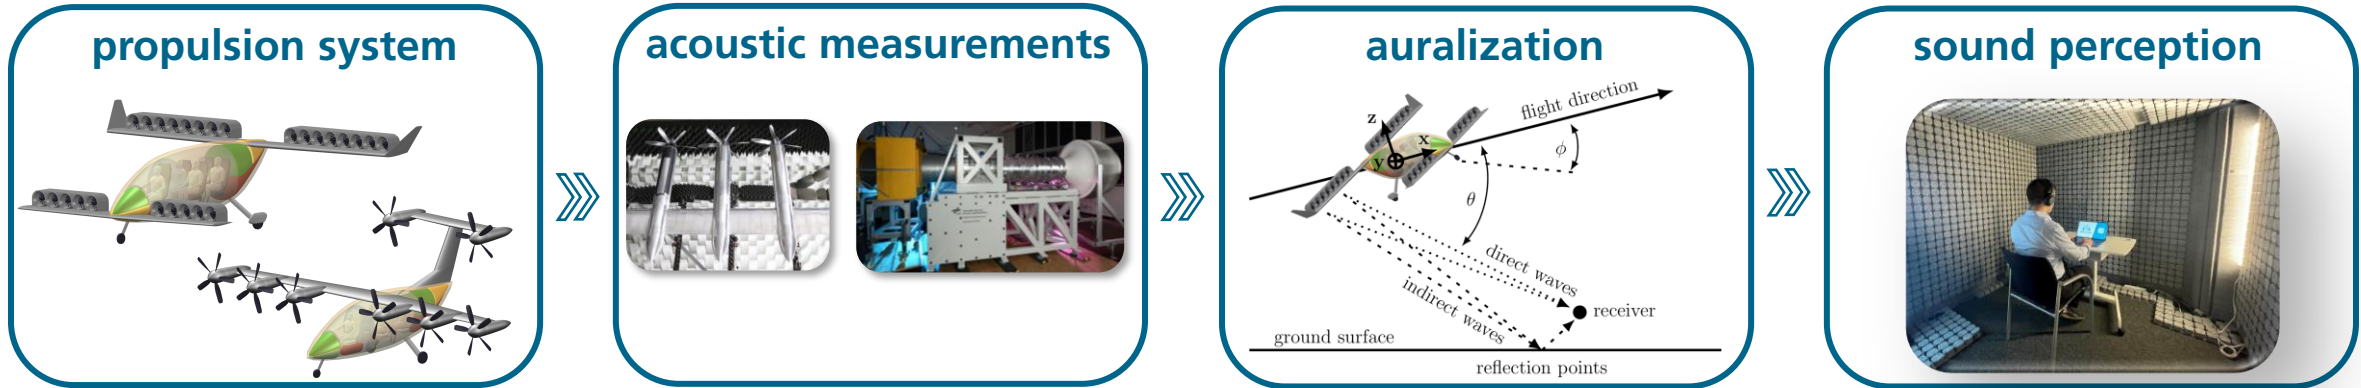 propulsion system
acoustic measurements
auralization
flight direction
z
x
y
ϕ
θ
direct waves
indirect waves
receiver
ground surface
reflection points
sound perception